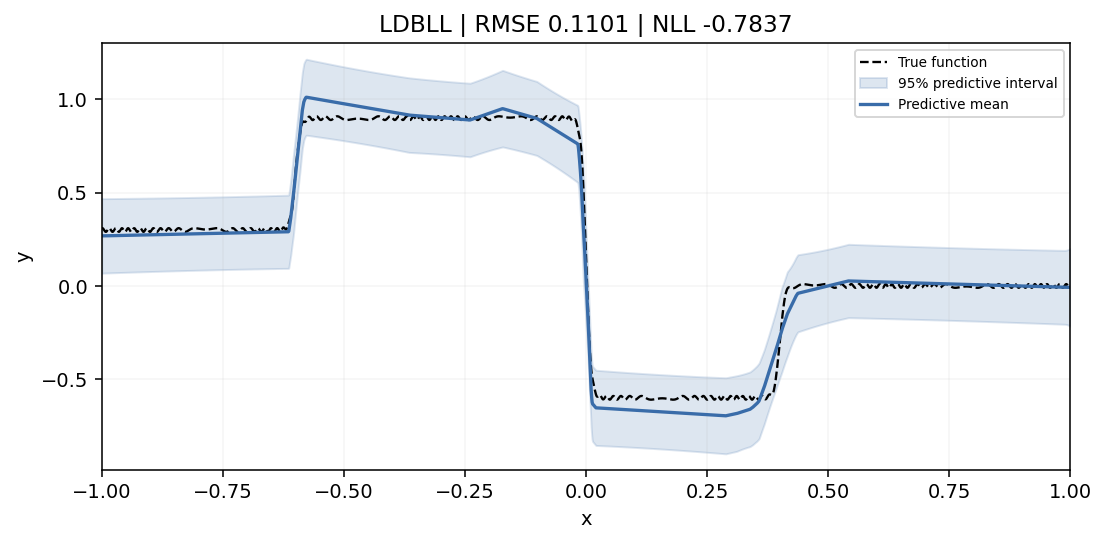 LDBLL | RMSE 0.1101 | NLL -0.7837
True function
95% predictive interval
Predictive mean
1.0
0.5
0.0
−0.5
y
−1.00 −0.75 −0.50 −0.25 0.00 0.25 0.50 0.75 1.00
x